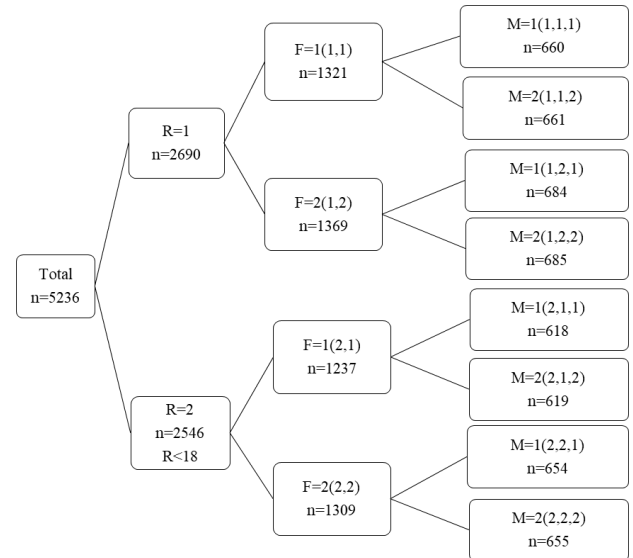 Total
n=5236
R=1
n=2690
R=2
n=2546
R<18
F=1(1,1)
n=1321
F=2(1,2)
n=1369
F=1(2,1)
n=1237
F=2(2,2)
n=1309
M=1(1,1,1)
n=660
M=2(1,1,2)
n=661
M=1(1,2,1)
n=684
M=2(1,2,2)
n=685
M=1(2,1,1)
n=618
M=2(2,1,2)
n=619
M=1(2,2,1)
n=654
M=2(2,2,2)
n=655